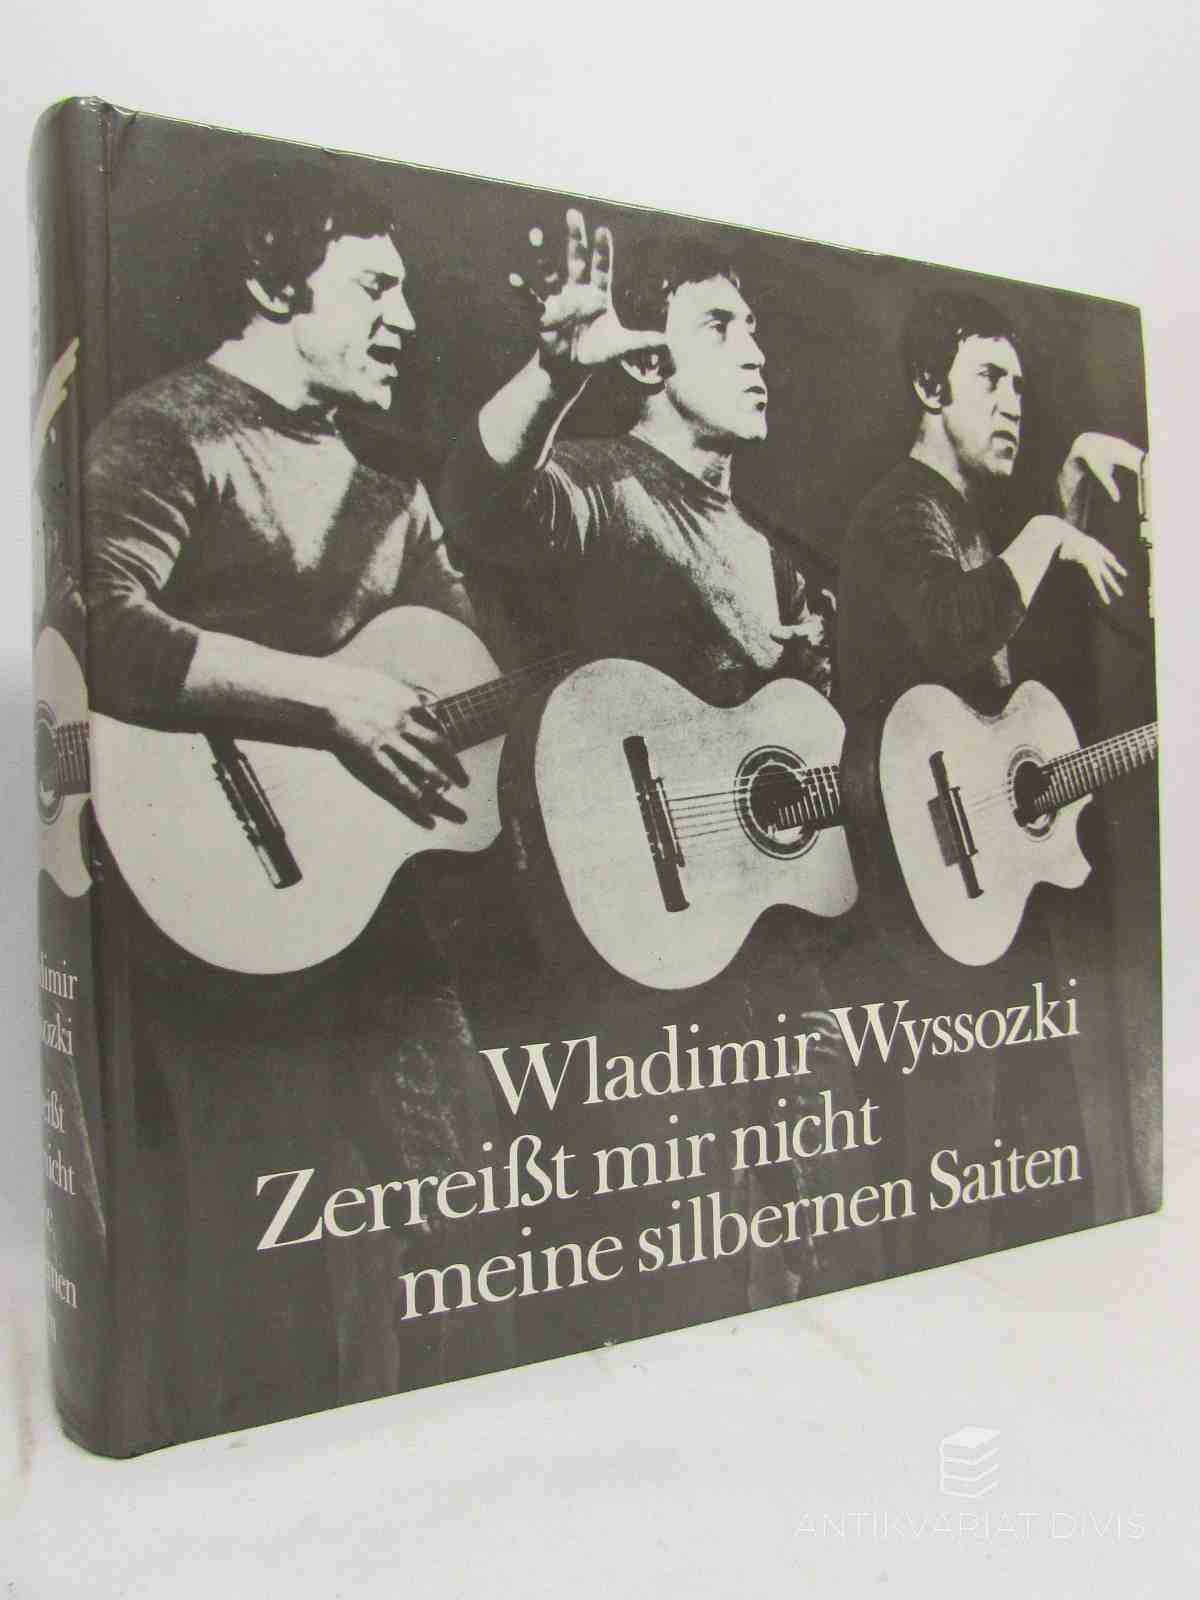 Wladimir Wyssozki
Zerreißt mir nicht
meine silbernen Saiten
ANTIKVARIAT DIVIS